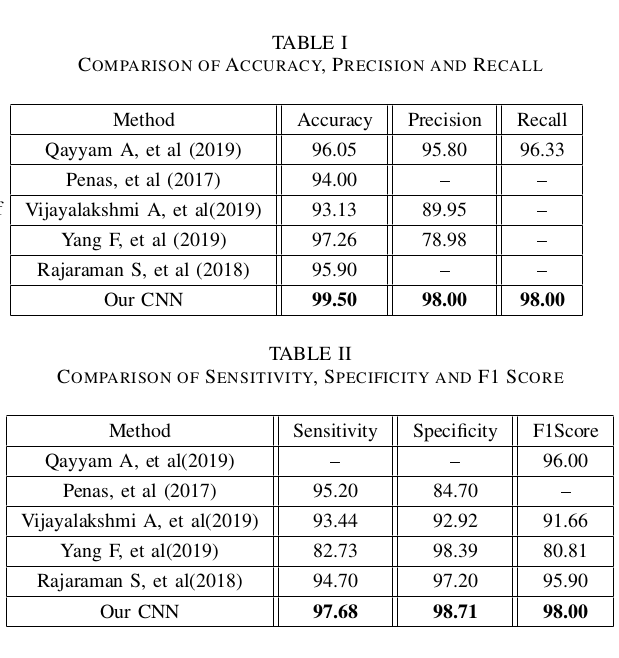 TABLE I
COMPARISON OF ACCURACY, PRECISION AND RECALL
Method Accuracy Precision Recall
Qayyam A, et al (2019) 96.05 95.80 96.33
Penas, et al (2017) 94.00 – –
Vijayalakshmi A, et al(2019) 93.13 89.95 –
Yang F, et al (2019) 97.26 78.98 –
Rajaraman S, et al (2018) 95.90 – –
Our CNN 99.50 98.00 98.00
TABLE II
COMPARISON OF SENSITIVITY, SPECIFICITY AND F1 SCORE
Method Sensitivity Specificity F1Score
Qayyam A, et al(2019) – – 96.00
Penas, et al (2017) 95.20 84.70 –
Vijayalakshmi A, et al(2019) 93.44 92.92 91.66
Yang F, et al(2019) 82.73 98.39 80.81
Rajaraman S, et al(2018) 94.70 97.20 95.90
Our CNN 97.68 98.71 98.00